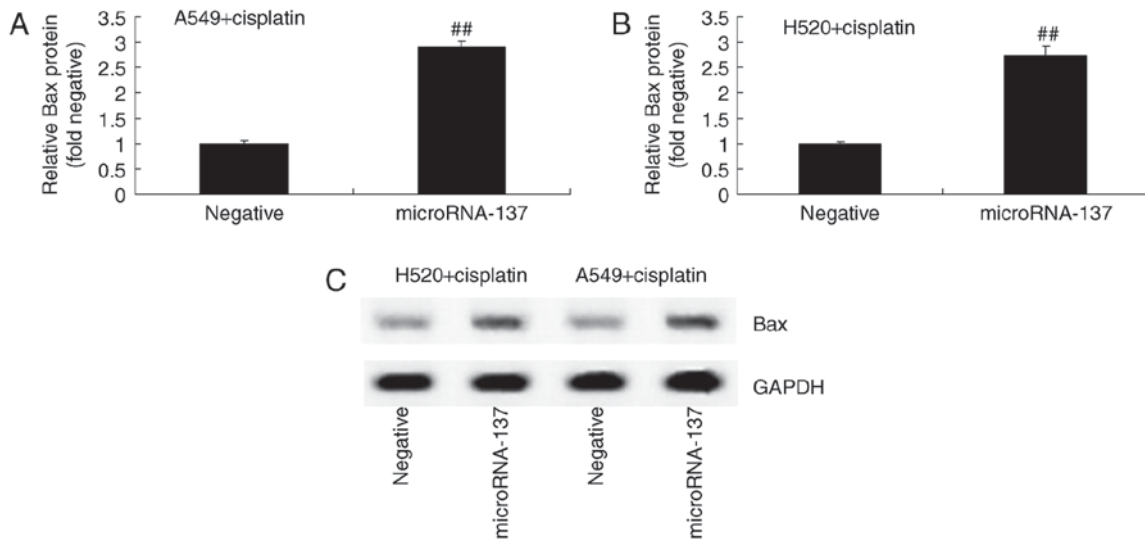 A
A549+cisplatin
Relative Bax protein
(fold negative)
3.5
3
2.5
2
1.5
1
0.5
0
##
Negative
microRNA-137
B
H520+cisplatin
Relative Bax protein
(fold negative)
3.5
3
2.5
2
1.5
1
0.5
0
##
Negative
microRNA-137
C
H520+cisplatin
A549+cisplatin
Bax
GAPDH
Negative
microRNA-137
Negative
microRNA-137